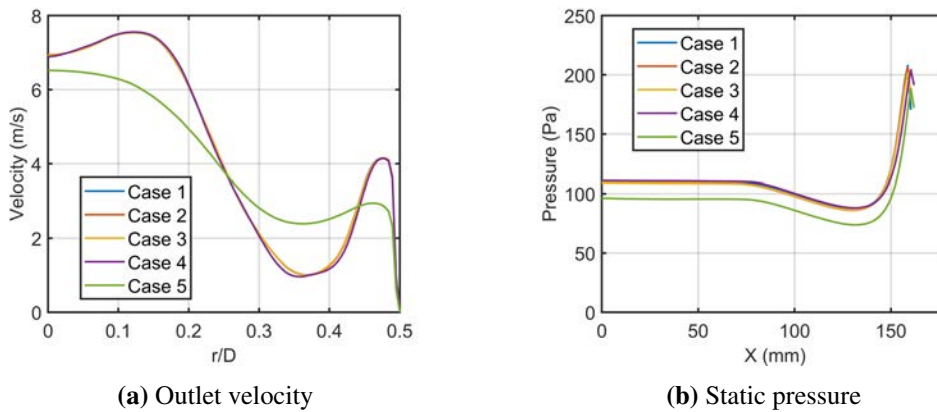 8
6
4
2
0
Velocity (m/s)
Case 1
Case 2
Case 3
Case 4
Case 5
0
0.1
0.2
0.3
0.4
0.5
r/D
(a) Outlet velocity
250
200
150
100
50
0
Pressure (Pa)
Case 1
Case 2
Case 3
Case 4
Case 5
0
50
100
150
X (mm)
(b) Static pressure